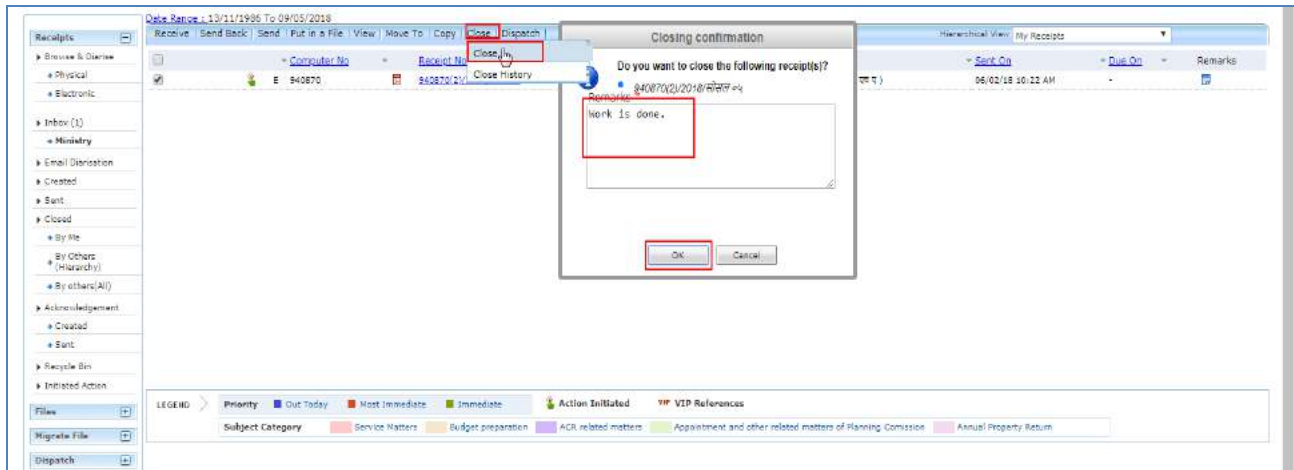 Date Range : 13/11/1986 To 09/05/2018
Receipts
Browse & Diarise
Physical
Electronic
Inbox (1)
Ministry
Email Diarisation
Created
Sent
Closed
By Me
By Others
(Hierarchy)
By others(All)
Acknowledgement
Created
Sent
Recycle Bin
Initiated Action
Files
Migrate File
Dispatch
Receive Send Back Send Put in a File View Move To Copy Close Dispatch
Close
Close History
Hierarchical View My Receipts
Computer No Receipt No Sent On Due On Remarks
E 940870 940870(2)/ 06/02/18 10:22 AM -
Closing confirmation
Do you want to close the following receipt(s)?
940870(2)/2018/
Remarks
Work is done.
OK Cancel
LEGEND Priority Out Today Most Immediate Immediate Action Initiated VIP VIP References
Subject Category Service Matters Budget preparation ACR related matters Appointment and other related matters of Planning Comission Annual Property Return